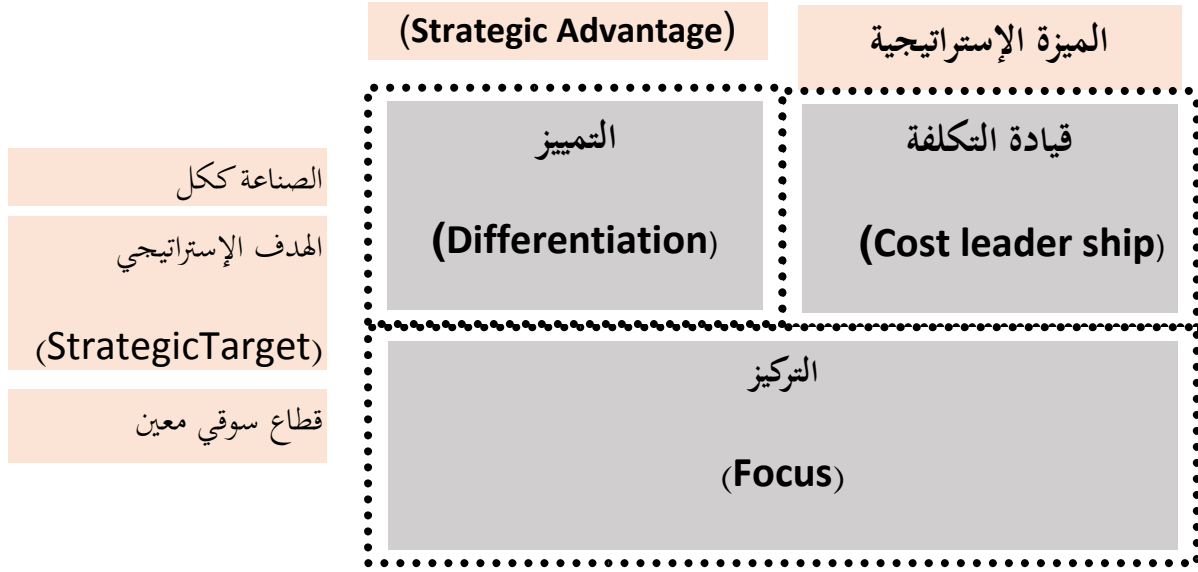 الميزة الإستراتيجية
(Strategic Advantage)
قيادة التكلفة
(Cost leader ship)
التمييز
(Differentiation)
الصناعة ككل
الهدف الإستراتيجي
(StrategicTarget)
قطاع سوقي معين
التركيز
(Focus)